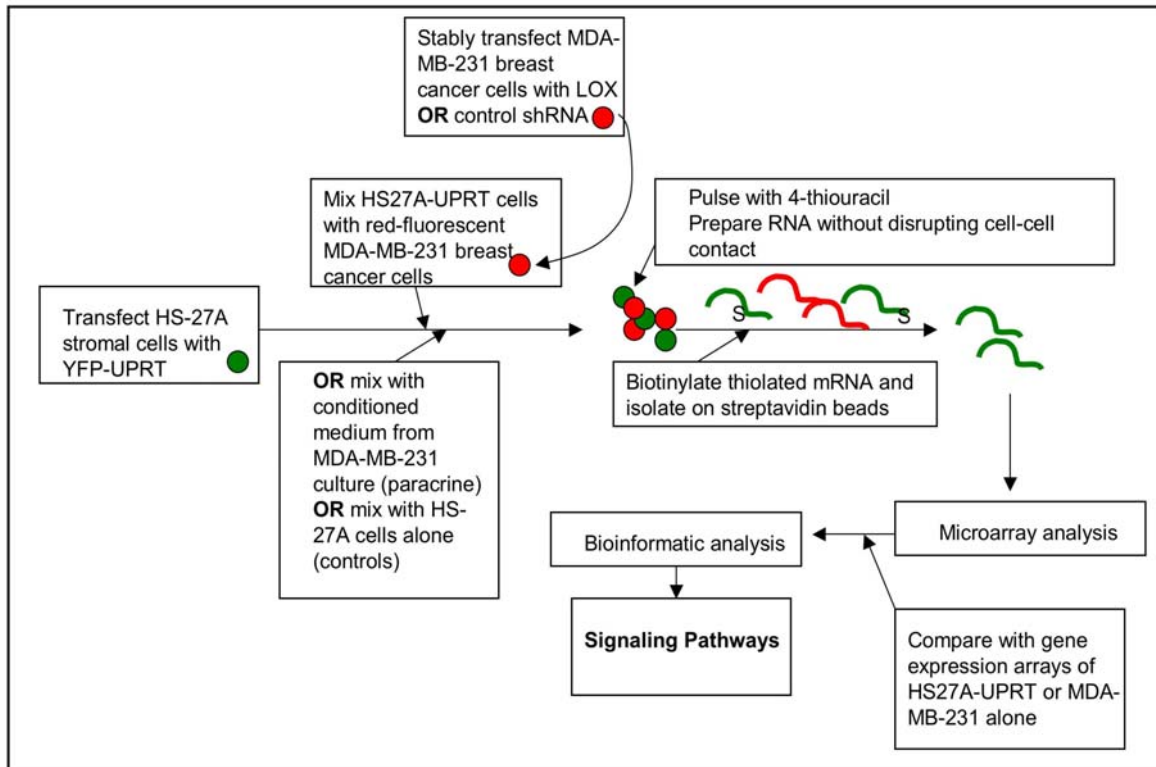 Stably transfect MDA-
MB-231 breast
cancer cells with LOX
OR control shRNA
Mix HS27A-UPRT cells
with red-fluorescent
MDA-MB-231 breast
cancer cells
Pulse with 4-thiouracil
Prepare RNA without disrupting cell-cell
contact
Transfect HS-27A
stromal cells with
YFP-UPRT
S
S
OR mix with
conditioned
medium from
MDA-MB-231
culture (paracrine)
OR mix with HS-
27A cells alone
(controls)
Biotinylate thiolated mRNA and
isolate on streptavidin beads
Microarray analysis
Bioinformatic analysis
Signaling Pathways
Compare with gene
expression arrays of
HS27A-UPRT or MDA-
MB-231 alone